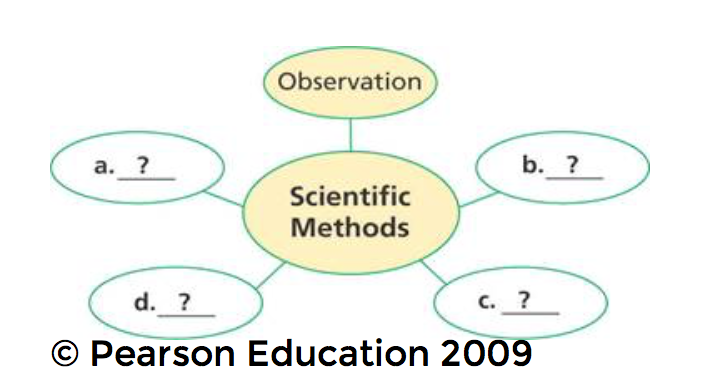 Observation
a. ?
b. ?
Scientific
Methods
d. ?
c. ?
© Pearson Education 2009